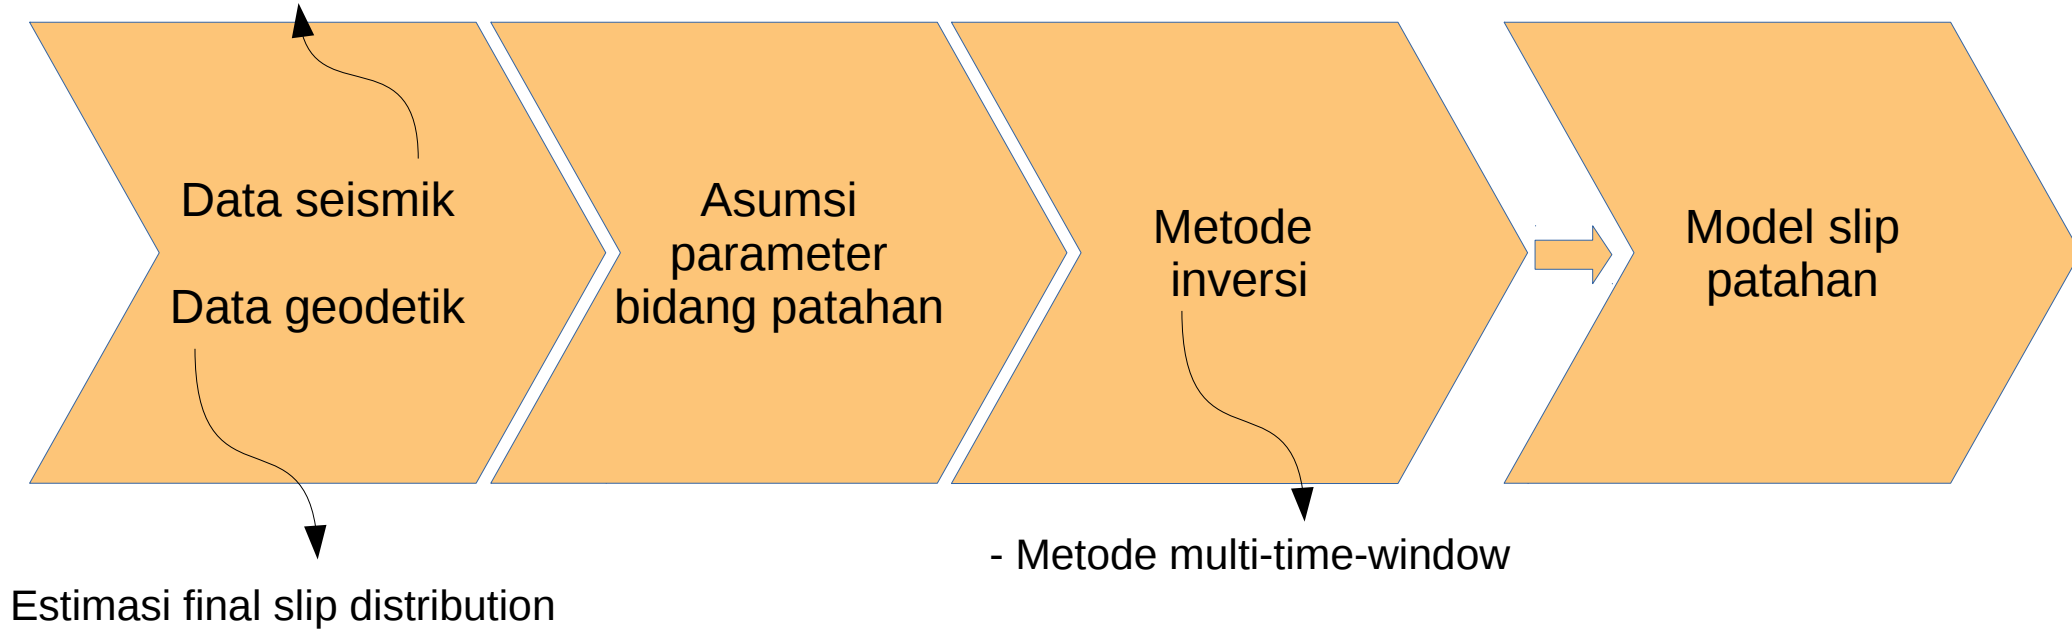 Data seismik
Data geodetik
Asumsi
parameter
bidang patahan
Metode
inversi
Model slip
patahan
- Metode multi-time-window
Estimasi final slip distribution